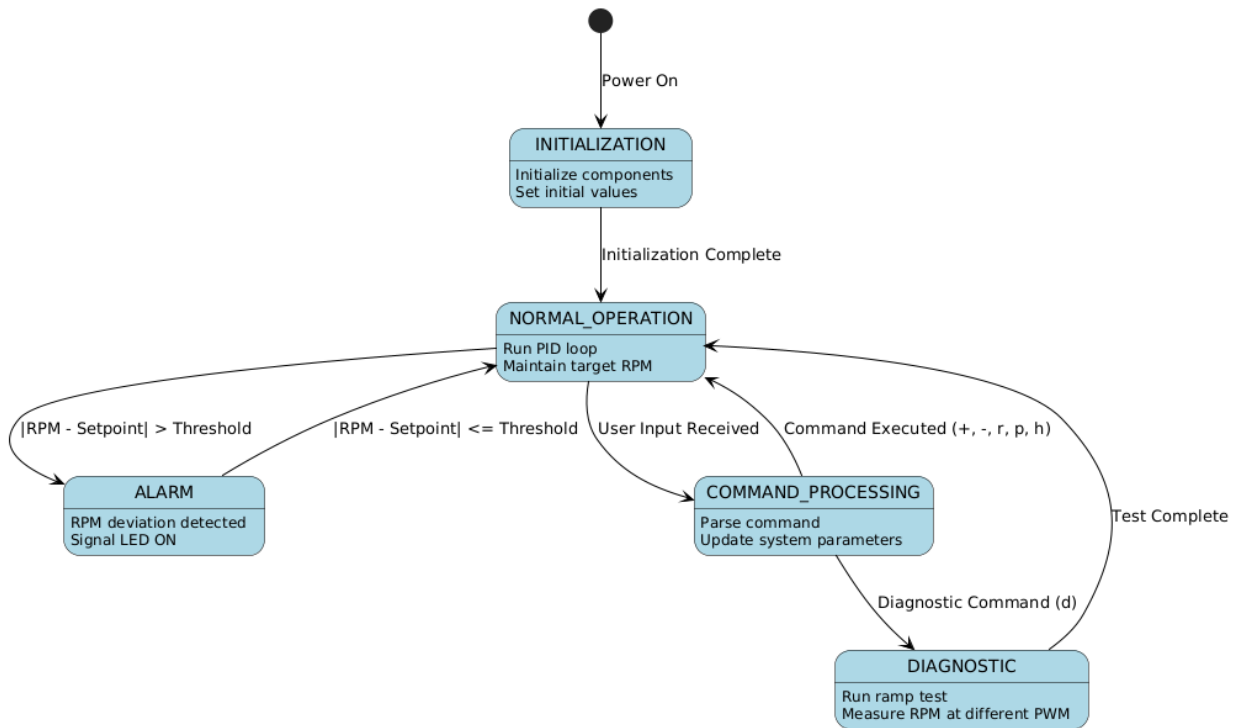 Power On
INITIALIZATION
Initialize components
Set initial values
Initialization Complete
NORMAL_OPERATION
Run PID loop
Maintain target RPM
|RPM - Setpoint| > Threshold
|RPM - Setpoint| <= Threshold
User Input Received
Command Executed (+, -, r, p, h)
ALARM
RPM deviation detected
Signal LED ON
COMMAND_PROCESSING
Parse command
Update system parameters
Test Complete
Diagnostic Command (d)
DIAGNOSTIC
Run ramp test
Measure RPM at different PWM